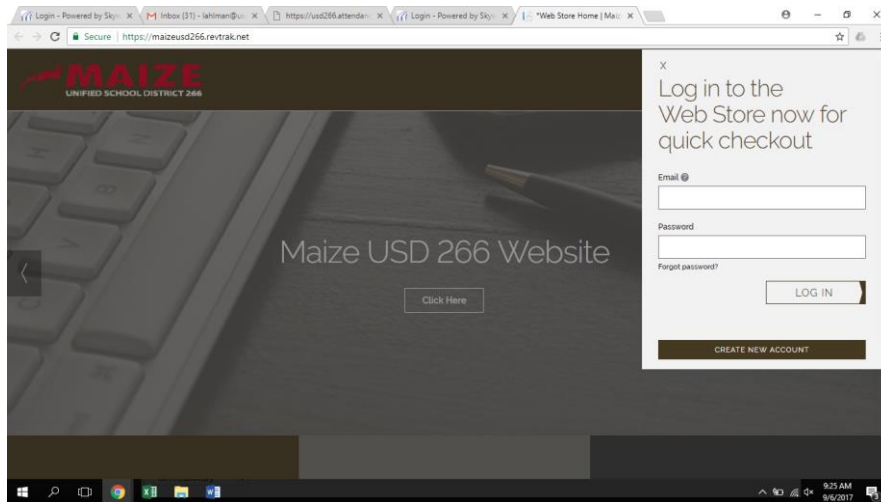 Login - Powered by Sky
Inbox (31) - lahlman@us
https://usd266.attendan
Login - Powered by Sky
*Web Store Home | Maiz
Secure | https://maizeusd266.revtrak.net
MAIZE
UNIFIED SCHOOL DISTRICT 266
X
Log in to the
Web Store now for
quick checkout
Email
Password
Forgot password?
LOG IN
CREATE NEW ACCOUNT
Maize USD 266 Website
Click Here
9:25 AM
9/6/2017